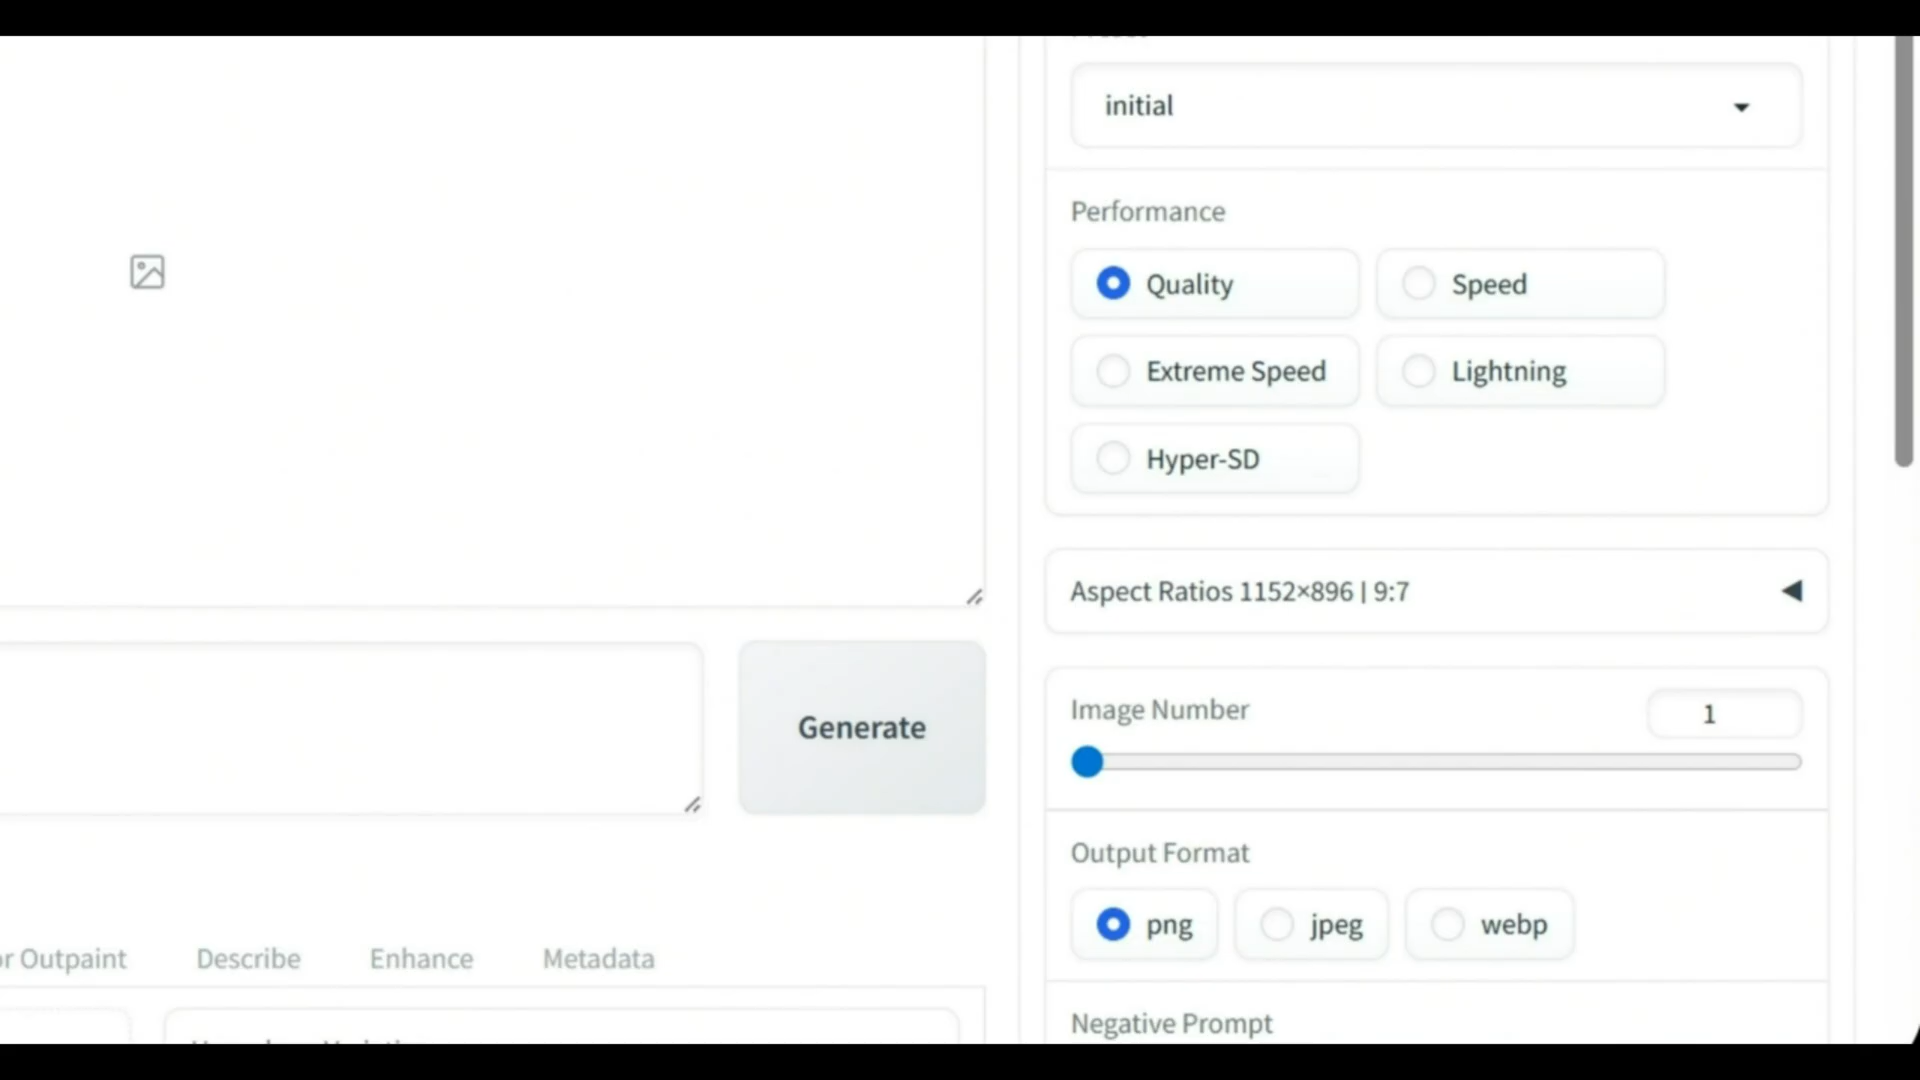 initial
Performance
Quality
Speed
Extreme Speed
Lightning
Hyper-SD
Aspect Ratios 1152×896 | 9:7
Image Number
1
Generate
Output Format
png
jpeg
webp
or Outpaint
Describe
Enhance
Metadata
Negative Prompt